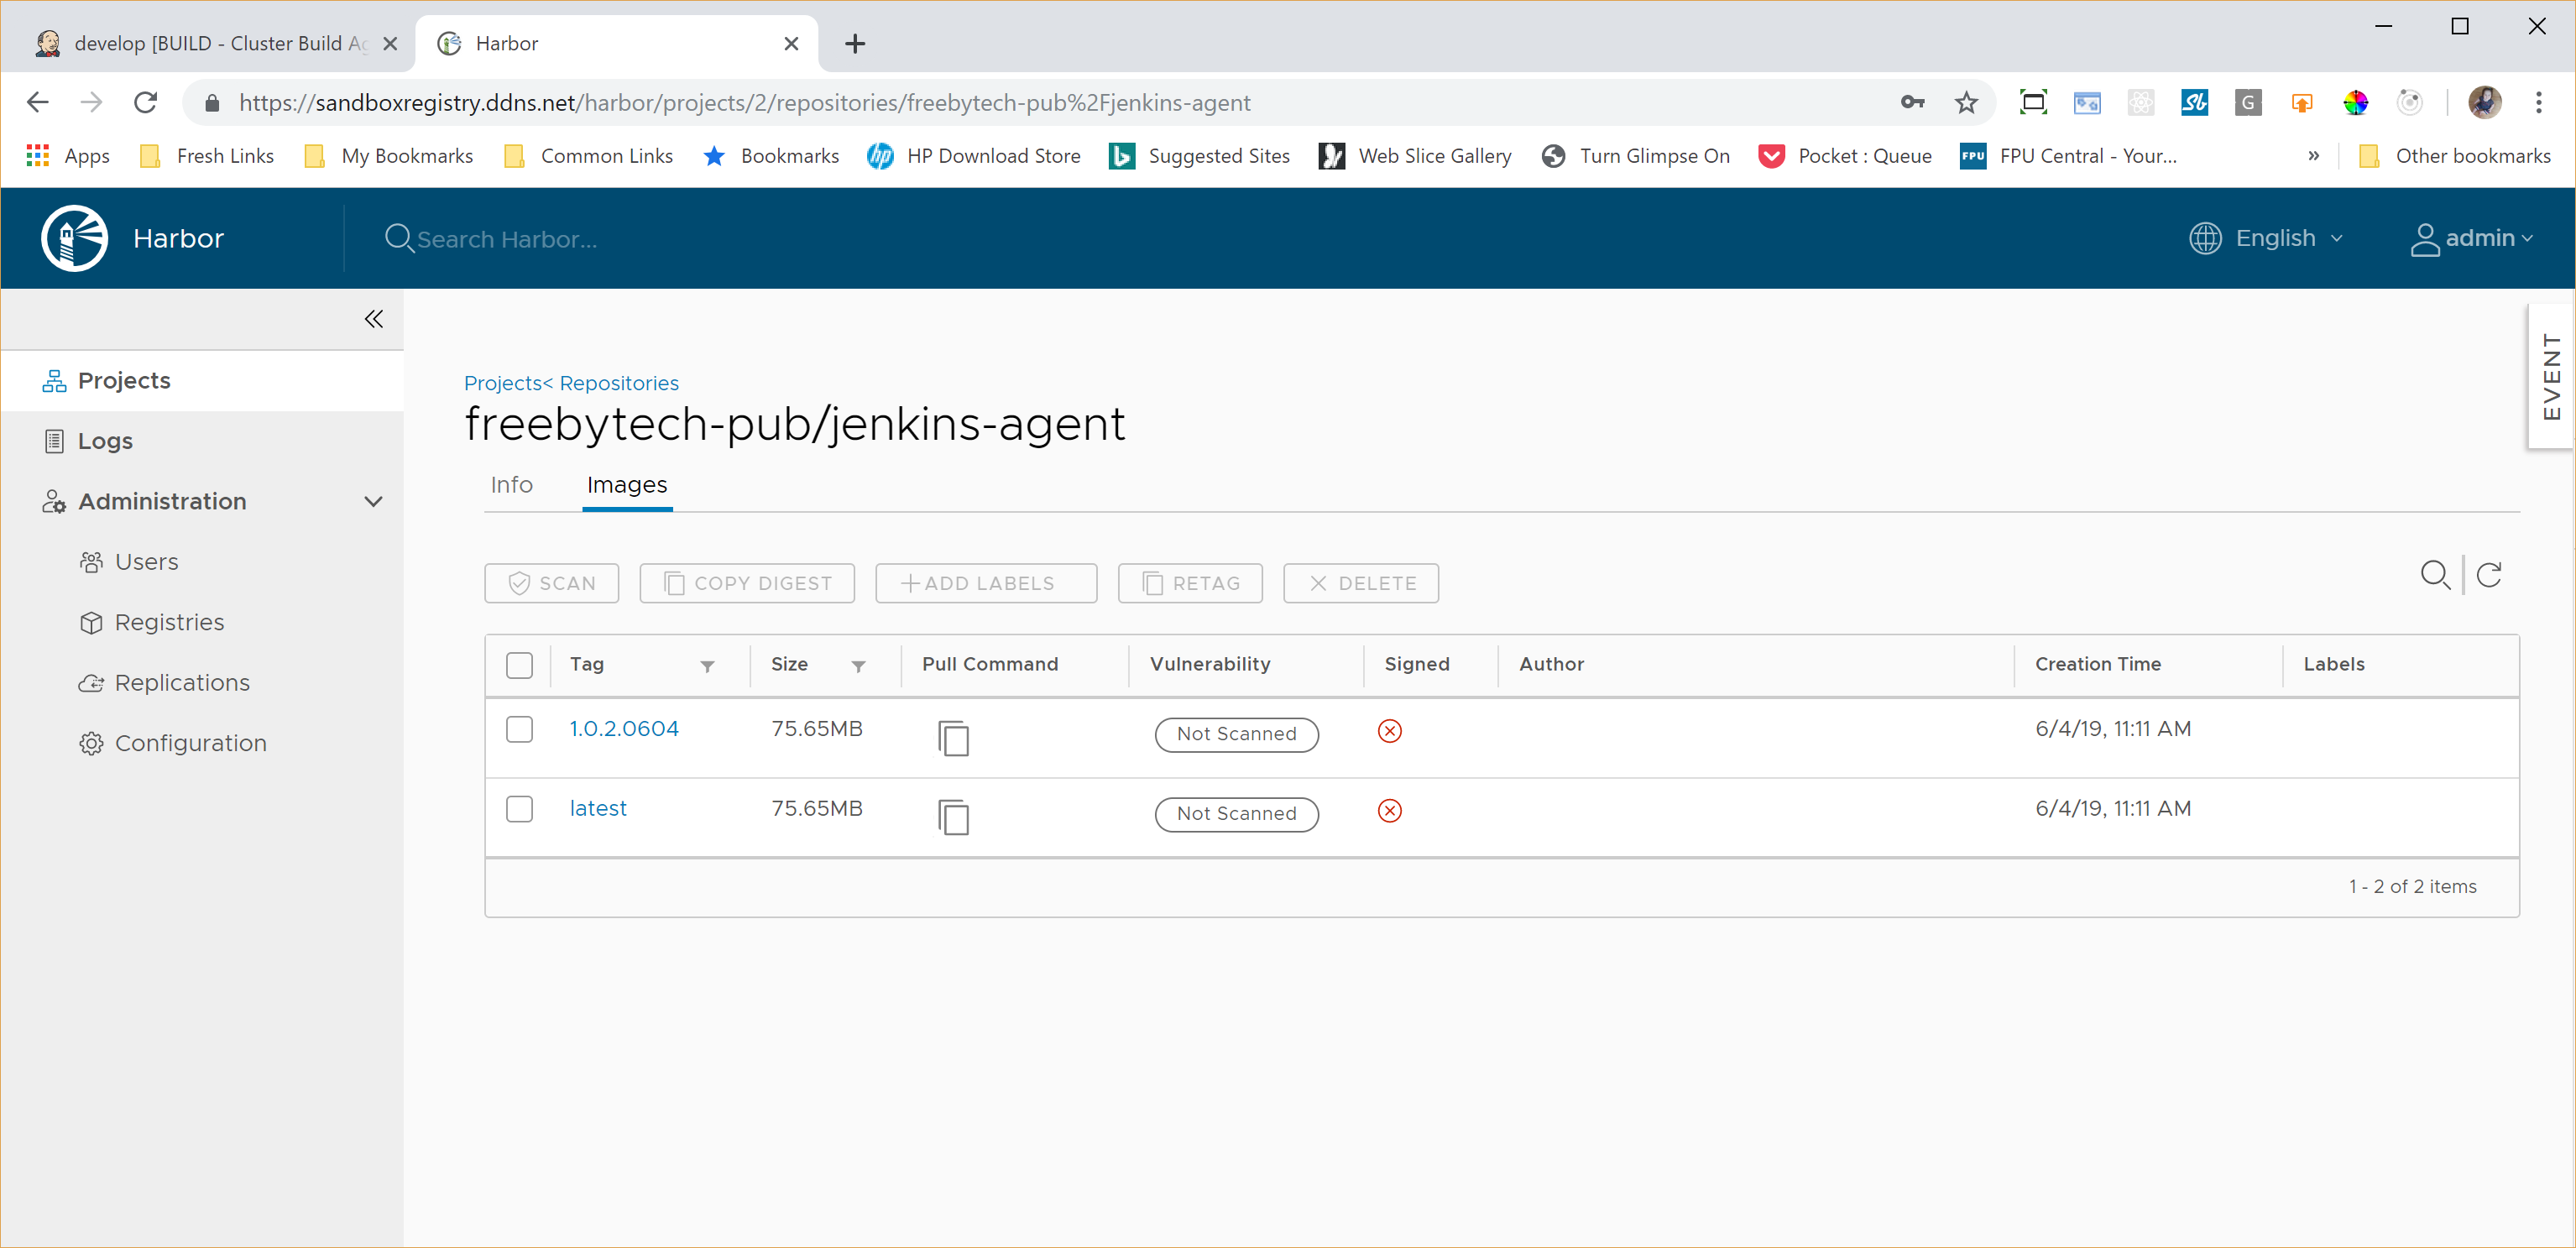 develop [BUILD - Cluster Build Ag
Harbor
https://sandboxregistry.ddns.net/harbor/projects/2/repositories/freebytech-pub%2Fjenkins-agent
Apps Fresh Links My Bookmarks Common Links Bookmarks HP Download Store Suggested Sites Web Slice Gallery Turn Glimpse On Pocket : Queue FPU Central - Your... » Other bookmarks
Harbor
Search Harbor...
English
admin
EVENT
Projects
Logs
Administration
Users
Registries
Replications
Configuration
Projects< Repositories
freebytech-pub/jenkins-agent
Info Images
SCAN COPY DIGEST +ADD LABELS RETAG DELETE
Tag Size Pull Command Vulnerability Signed Author Creation Time Labels
1.0.2.0604 75.65MB Not Scanned 6/4/19, 11:11 AM
latest 75.65MB Not Scanned 6/4/19, 11:11 AM
1 - 2 of 2 items